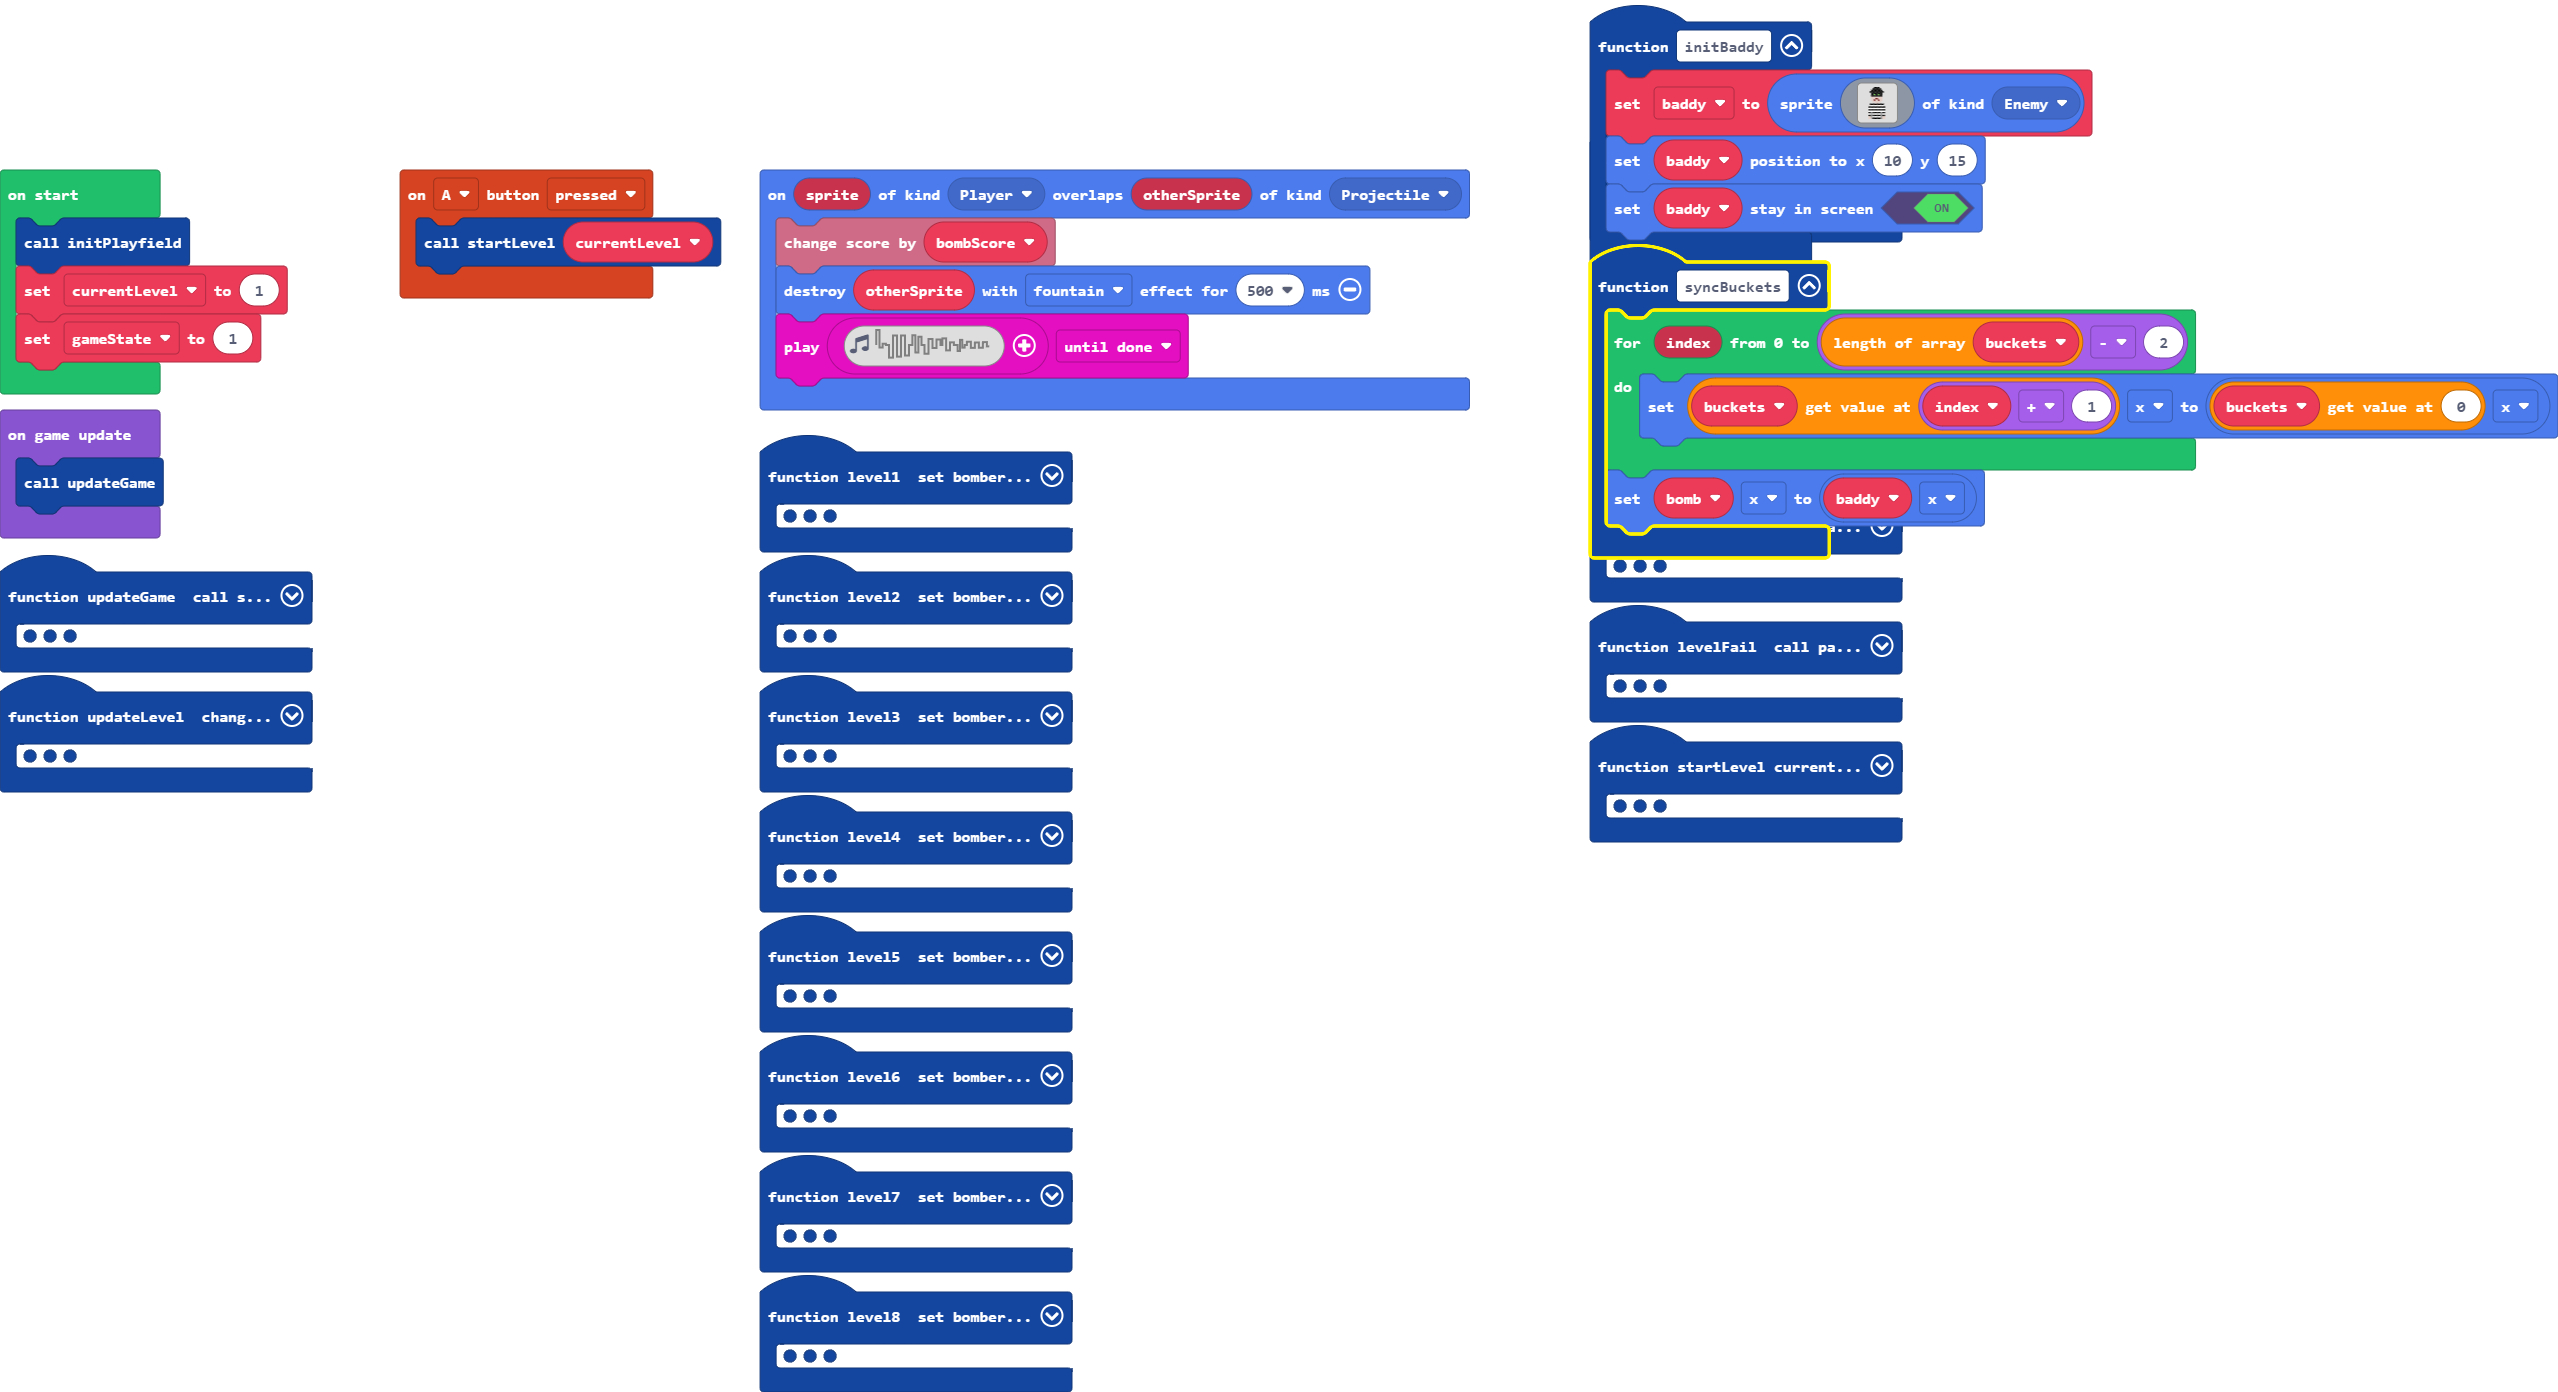 on start
call initPlayfield
set currentLevel to 1
set gameState to 1
on game update
call updateGame
function updateGame call s...
function updateLevel chang...
on A button pressed
call startLevel currentLevel
on sprite of kind Player overlaps otherSprite of kind Projectile
change score by bombScore
destroy otherSprite with fountain effect for 500 ms
play until done
function level1 set bomber...
function level2 set bomber...
function level3 set bomber...
function level4 set bomber...
function level5 set bomber...
function level6 set bomber...
function level7 set bomber...
function level8 set bomber...
function initBaddy
set baddy to sprite of kind Enemy
set baddy position to x 10 y 15
set baddy stay in screen ON
function syncBuckets
for index from 0 to length of array buckets - 2
do
set buckets get value at index + 1 x to buckets get value at 0 x
set bomb x to baddy x
function levelFail call pa...
function startLevel current...